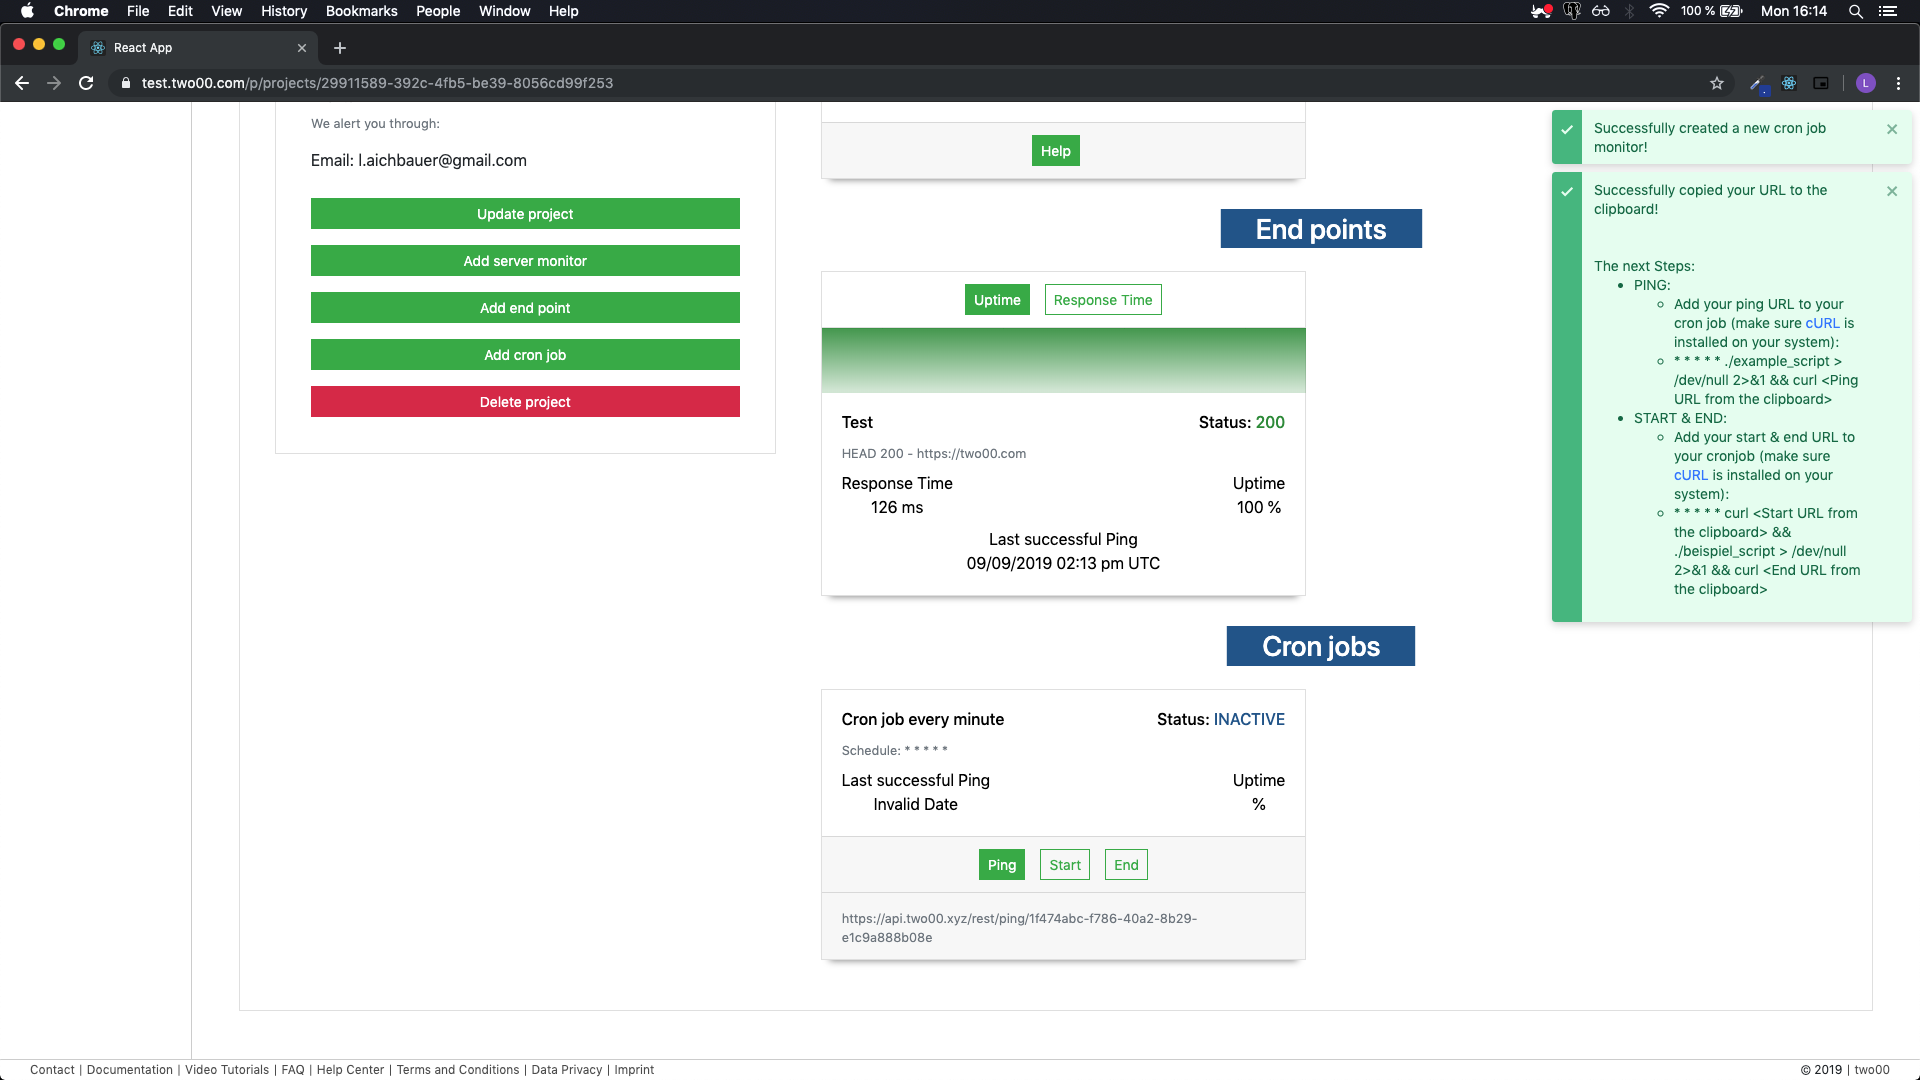 Chrome File Edit View History Bookmarks People Window Help
100 % Mon 16:14
React App
test.two00.com/p/projects/29911589-392c-4fb5-be39-8056cd99f253
L
We alert you through:
Email: l.aichbauer@gmail.com
Update project
Add server monitor
Add end point
Add cron job
Delete project
Help
End points
Uptime Response Time
Test Status: 200
HEAD 200 - https://two00.com
Response Time Uptime
126 ms 100 %
Last successful Ping
09/09/2019 02:13 pm UTC
Cron jobs
Cron job every minute Status: INACTIVE
Schedule: * * * * *
Last successful Ping Uptime
Invalid Date %
Ping Start End
https://api.two00.xyz/rest/ping/1f474abc-f786-40a2-8b29-
e1c9a888b08e
Successfully created a new cron job
monitor!
Successfully copied your URL to the
clipboard!
The next Steps:
• PING:
◦ Add your ping URL to your
cron job (make sure cURL is
installed on your system):
◦ * * * * * ./example_script >
/dev/null 2>&1 && curl <Ping
URL from the clipboard>
• START & END:
◦ Add your start & end URL to
your cronjob (make sure
cURL is installed on your
system):
◦ * * * * * curl <Start URL from
the clipboard> &&
./beispiel_script > /dev/null
2>&1 && curl <End URL from
the clipboard>
Contact | Documentation | Video Tutorials | FAQ | Help Center | Terms and Conditions | Data Privacy | Imprint
© 2019 | two00